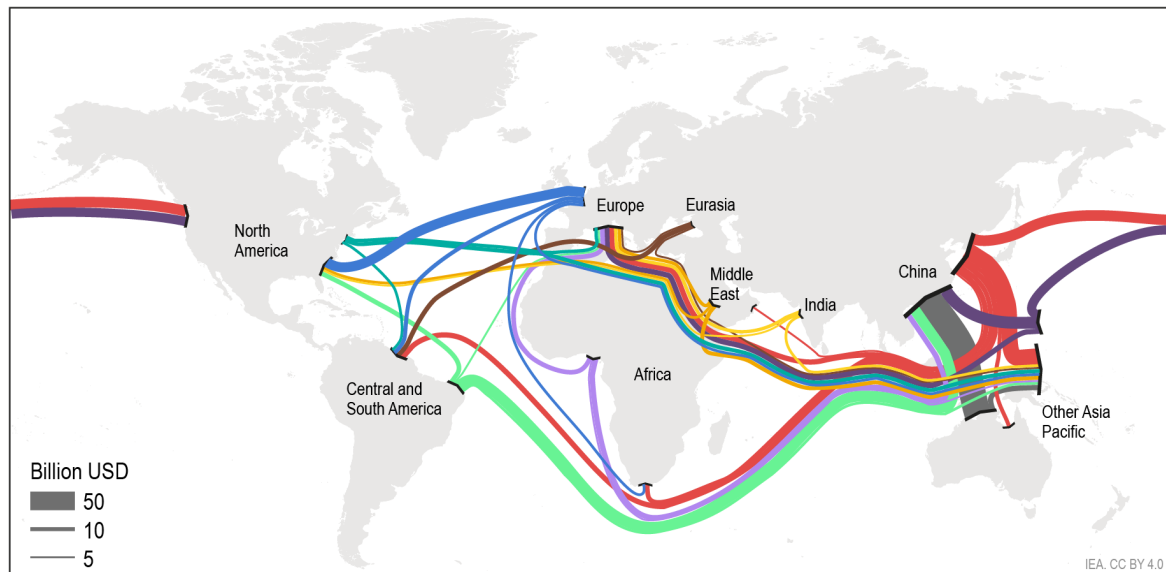 North
America
Europe
Eurasia
Middle
East
India
China
Africa
Central and
South America
Other Asia
Pacific
Billion USD
50
10
5
IEA. CC BY 4.0